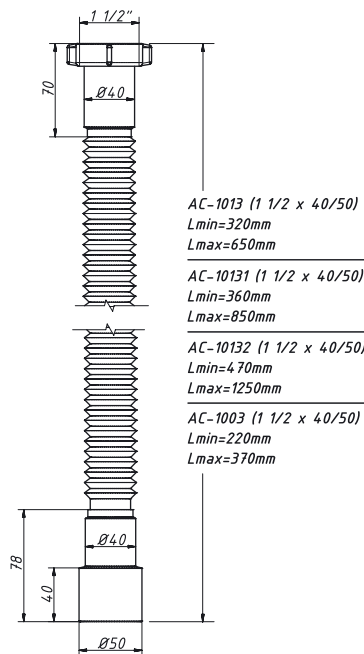 1 1/2"
70
Ø40
AC-1013 (1 1/2 x 40/50)
Lmin=320mm
Lmax=650mm
AC-10131 (1 1/2 x 40/50)
Lmin=360mm
Lmax=850mm
AC-10132 (1 1/2 x 40/50)
Lmin=470mm
Lmax=1250mm
AC-1003 (1 1/2 x 40/50)
Lmin=220mm
Lmax=370mm
Ø40
78
40
Ø50